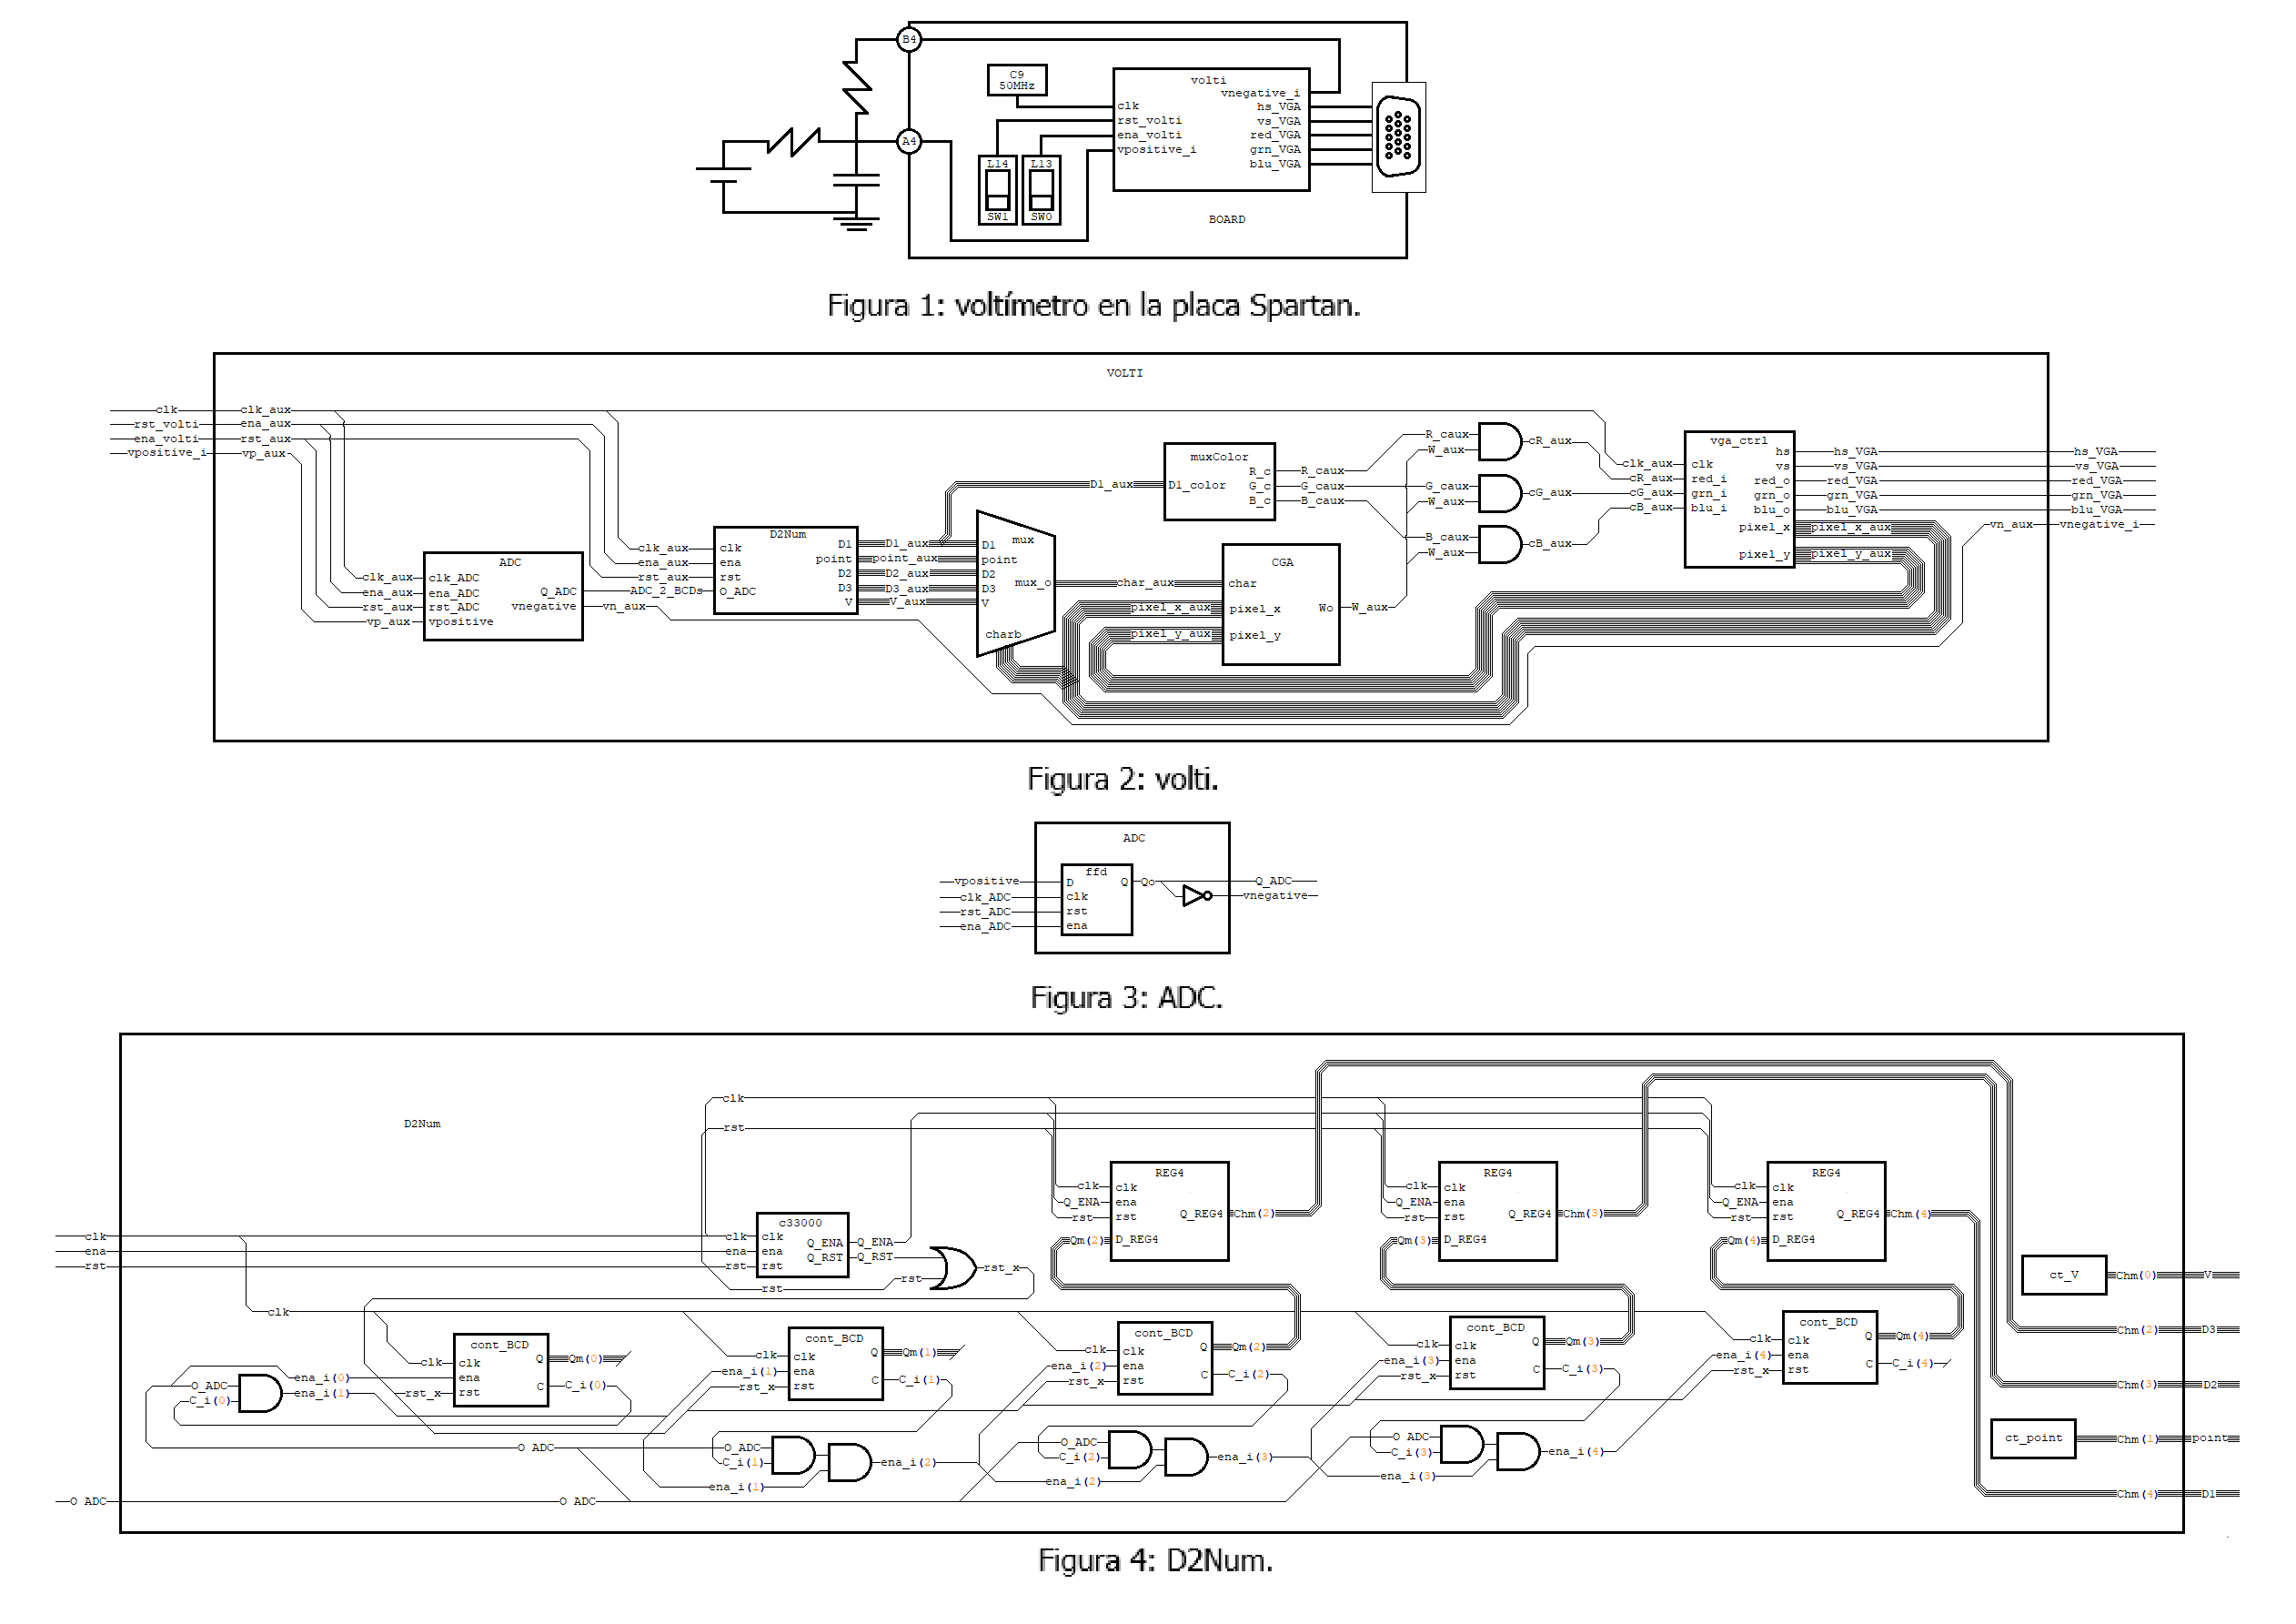 B4
C9
50MHz
volti
vnegative_i
clk
hs_VGA
rst_volti
vs_VGA
ena_volti
red_VGA
A4
vpositive_i
grn_VGA
L14
L13
blu_VGA
SW1
SW0
BOARD
Figura 1: voltímetro en la placa Spartan.
VOLTI
clk
clk_aux
rst_volti
ena_aux
ena_volti
rst_aux
vpositive_i
vp_aux
ADC
clk_aux
clk_ADC
ena_aux
ena_ADC
rst_aux
rst_ADC
vp_aux
vpositive
Q_ADC
vnegative
ADC_2_BCDs
vn_aux
D2Num
clk_aux
clk
ena_aux
ena
rst_aux
rst
O_ADC
D1
D1_aux
point
point_aux
D2
D2_aux
D3
D3_aux
V
V_aux
mux
D1
point
D2
D3
V
mux_o
charb
char_aux
D1_aux
muxColor
D1_color
R_c
R_caux
G_c
G_caux
B_c
B_caux
CGA
char
pixel_x_aux
pixel_x
pixel_y_aux
pixel_y
Wo
W_aux
R_caux
W_aux
cR_aux
G_caux
W_aux
cG_aux
B_caux
W_aux
cB_aux
vga_ctrl
clk_aux
clk
cR_aux
red_i
cG_aux
grn_i
cB_aux
blu_i
hs
hs_VGA
hs_VGA
vs
vs_VGA
vs_VGA
red_o
red_VGA
red_VGA
grn_o
grn_VGA
grn_VGA
blu_o
blu_VGA
blu_VGA
pixel_x
pixel_x_aux
vn_aux
vnegative_i
pixel_y
pixel_y_aux
Figura 2: volti.
ADC
ffd
vpositive
D
Q
Qo
Q_ADC
clk_ADC
clk
vnegative
rst_ADC
rst
ena_ADC
ena
Figura 3: ADC.
D2Num
clk
rst
REG4
clk
clk
Q_ENA
ena
rst
rst
Q_REG4
Chm(2)
Qm(2)
D_REG4
REG4
clk
clk
Q_ENA
ena
rst
rst
Q_REG4
Chm(3)
Qm(3)
D_REG4
REG4
clk
clk
Q_ENA
ena
rst
rst
Q_REG4
Chm(4)
Qm(4)
D_REG4
c33000
clk
clk
clk
ena
ena
ena
rst
rst
rst
Q_ENA
Q_ENA
Q_RST
Q_RST
rst
rst
rst_x
clk
ct_V
Chm(0)
V
Chm(2)
D3
Chm(3)
D2
ct_point
Chm(1)
point
Chm(4)
D1
cont_BCD
clk
clk
ena_i(0)
ena
rst_x
rst
Q
Qm(0)
C
C_i(0)
O_ADC
C_i(0)
ena_i(1)
cont_BCD
clk
clk
ena_i(1)
ena
rst_x
rst
Q
Qm(1)
C
C_i(1)
cont_BCD
clk
clk
ena_i(2)
ena
rst_x
rst
Q
Qm(2)
C
C_i(2)
cont_BCD
clk
clk
ena_i(3)
ena
rst_x
rst
Q
Qm(3)
C
C_i(3)
cont_BCD
clk
clk
ena_i(4)
ena
rst_x
rst
Q
Qm(4)
C
C_i(4)
O ADC
O_ADC
C_i(1)
ena_i(1)
ena_i(2)
O_ADC
C_i(2)
ena_i(2)
ena_i(3)
O ADC
C_i(3)
ena_i(3)
ena_i(4)
O ADC
O ADC
Figura 4: D2Num.